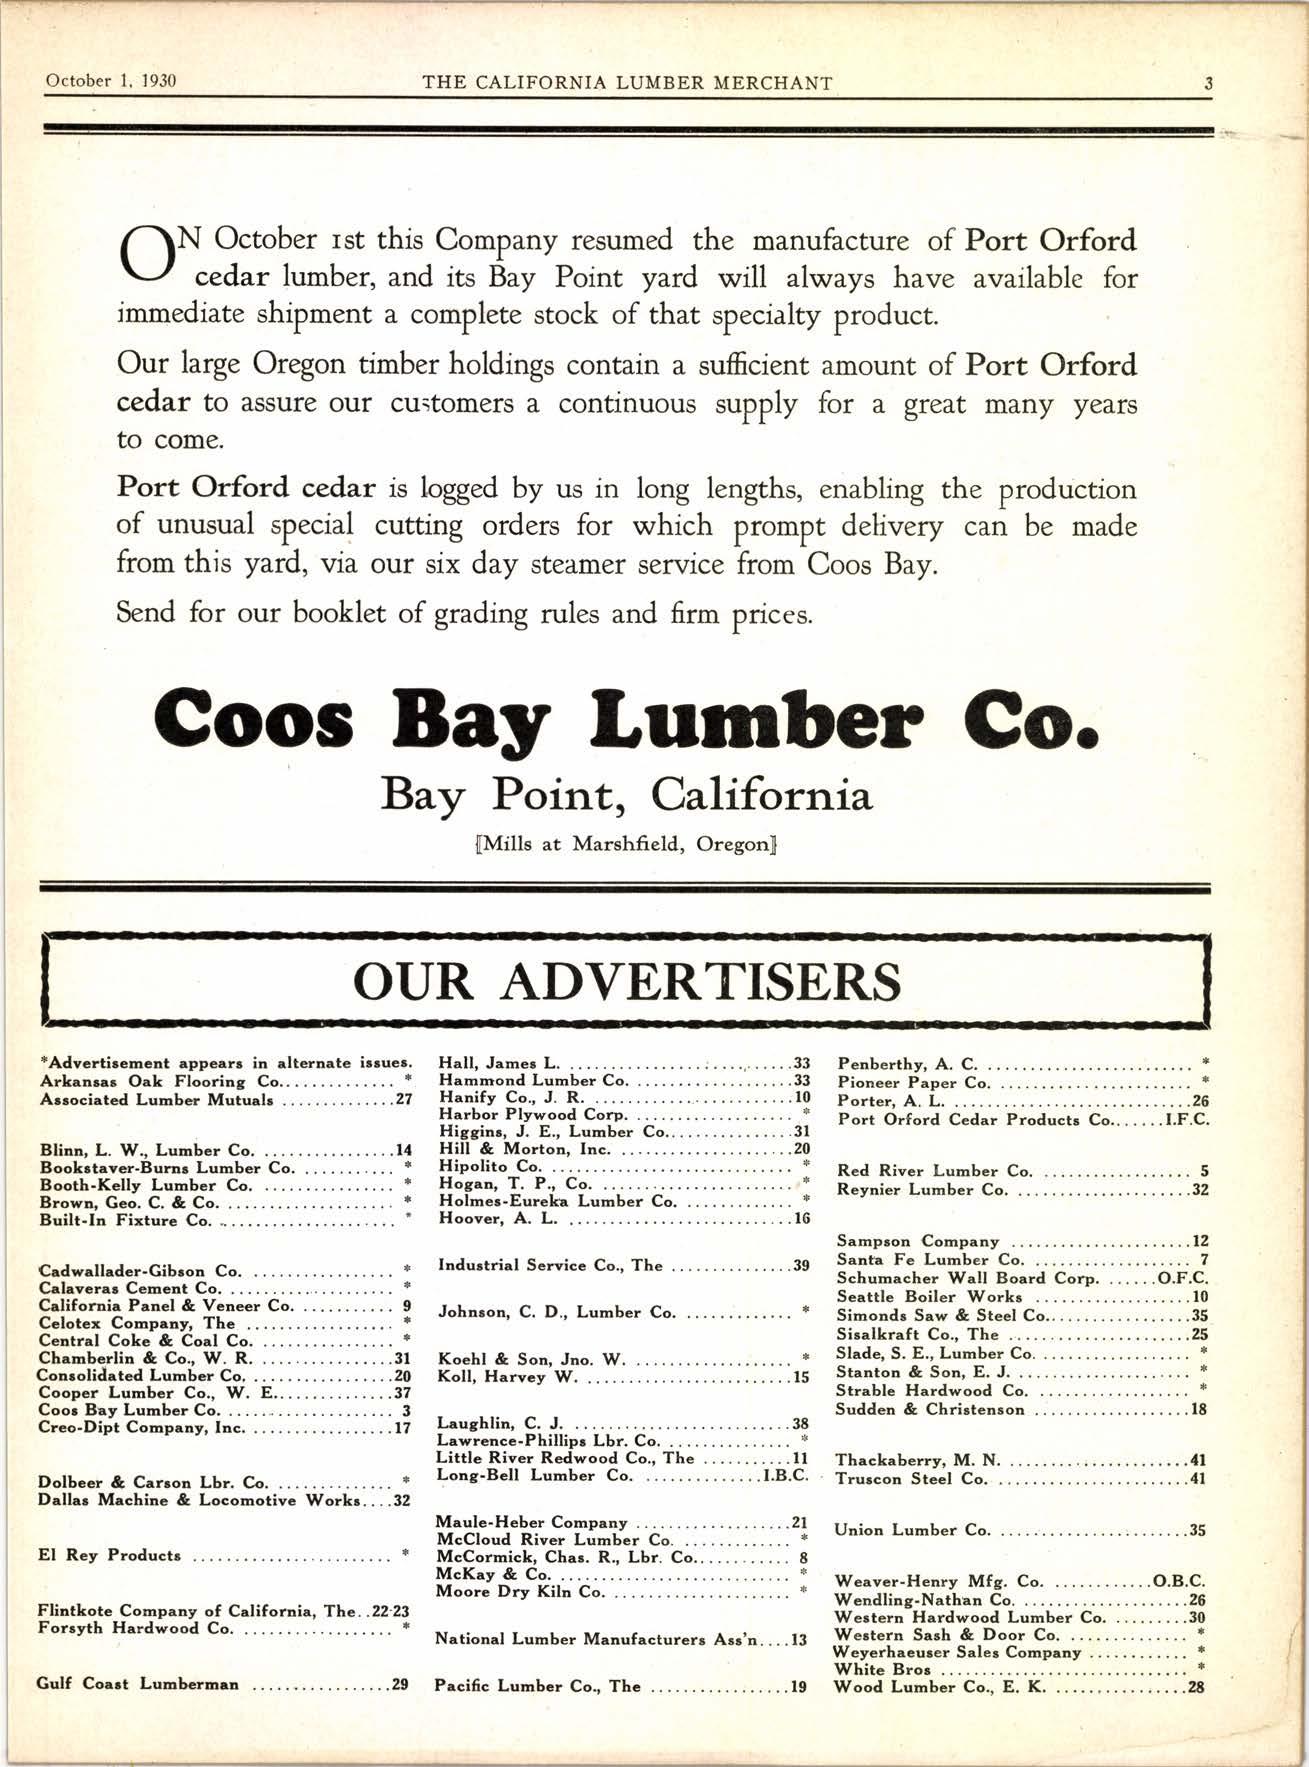 October 1, 1930 THE CALIFORNIA LUMBER MERCHANT 3
ON October 1st this Company resumed the manufacture of Port Orford
cedar lumber, and its Bay Point yard will always have available for
immediate shipment a complete stock of that specialty product.
Our large Oregon timber holdings contain a sufficient amount of Port Orford
cedar to assure our customers a continuous supply for a great many years
to come.
Port Orford cedar is logged by us in long lengths, enabling the production
of unusual special cutting orders for which prompt delivery can be made
from this yard, via our six day steamer service from Coos Bay.
Send for our booklet of grading rules and firm prices.
Coos Bay Lumber Co.
Bay Point, California
[Mills at Marshfield, Oregon]
OUR ADVERTISERS
*Advertisement appears in alternate issues.
Arkansas Oak Flooring Co. *
Associated Lumber Mutuals 27
Blinn, L. W., Lumber Co. 14
Bookstaver-Burns Lumber Co. *
Booth-Kelly Lumber Co. *
Brown, Geo. C. & Co. *
Built-In Fixture Co. *
Cadwallader-Gibson Co. *
Calaveras Cement Co. *
California Panel & Veneer Co. 9
Celotex Company, The *
Central Coke & Coal Co. *
Chamberlin & Co., W. R. 31
Consolidated Lumber Co. 20
Cooper Lumber Co., W. E. 37
Coos Bay Lumber Co. 3
Creo-Dipt Company, Inc. 17
Dolbeer & Carson Lbr. Co. *
Dallas Machine & Locomotive Works 32
El Rey Products *
Flintkote Company of California, The 22-23
Forsyth Hardwood Co. *
Gulf Coast Lumberman 29
Hall, James L. 33
Hammond Lumber Co. 33
Hanify Co., J. R. 10
Harbor Plywood Corp. *
Higgins, J. E., Lumber Co. 31
Hill & Morton, Inc. 20
Hipolito Co. *
Hogan, T. P., Co. *
Holmes-Eureka Lumber Co. *
Hoover, A. L. 16
Industrial Service Co., The 39
Johnson, C. D., Lumber Co. *
Koehl & Son, Jno. W. *
Koll, Harvey W. 15
Laughlin, C. J. 38
Lawrence-Phillips Lbr. Co. *
Little River Redwood Co., The 11
Long-Bell Lumber Co. I.B.C.
Maule-Heber Company 21
McCloud River Lumber Co. *
McCormick, Chas. R., Lbr. Co. 8
McKay & Co. *
Moore Dry Kiln Co. *
National Lumber Manufacturers Ass'n 13
Pacific Lumber Co., The 19
Penberthy, A. C. *
Pioneer Paper Co. *
Porter, A. L. 26
Port Orford Cedar Products Co. I.F.C.
Red River Lumber Co. 5
Reynier Lumber Co. 32
Sampson Company 12
Santa Fe Lumber Co. 7
Schumacher Wall Board Corp. O.F.C.
Seattle Boiler Works 10
Simonds Saw & Steel Co. 35
Sisalkraft Co., The 25
Slade, S. E., Lumber Co. *
Stanton & Son, E. J. *
Strable Hardwood Co. *
Sudden & Christenson 18
Thackaberry, M. N. 41
Truscon Steel Co. 41
Union Lumber Co. 35
Weaver-Henry Mfg. Co. O.B.C.
Wendling-Nathan Co. 26
Western Hardwood Lumber Co. 30
Western Sash & Door Co. *
Weyerhaeuser Sales Company *
White Bros *
Wood Lumber Co., E. K. 28